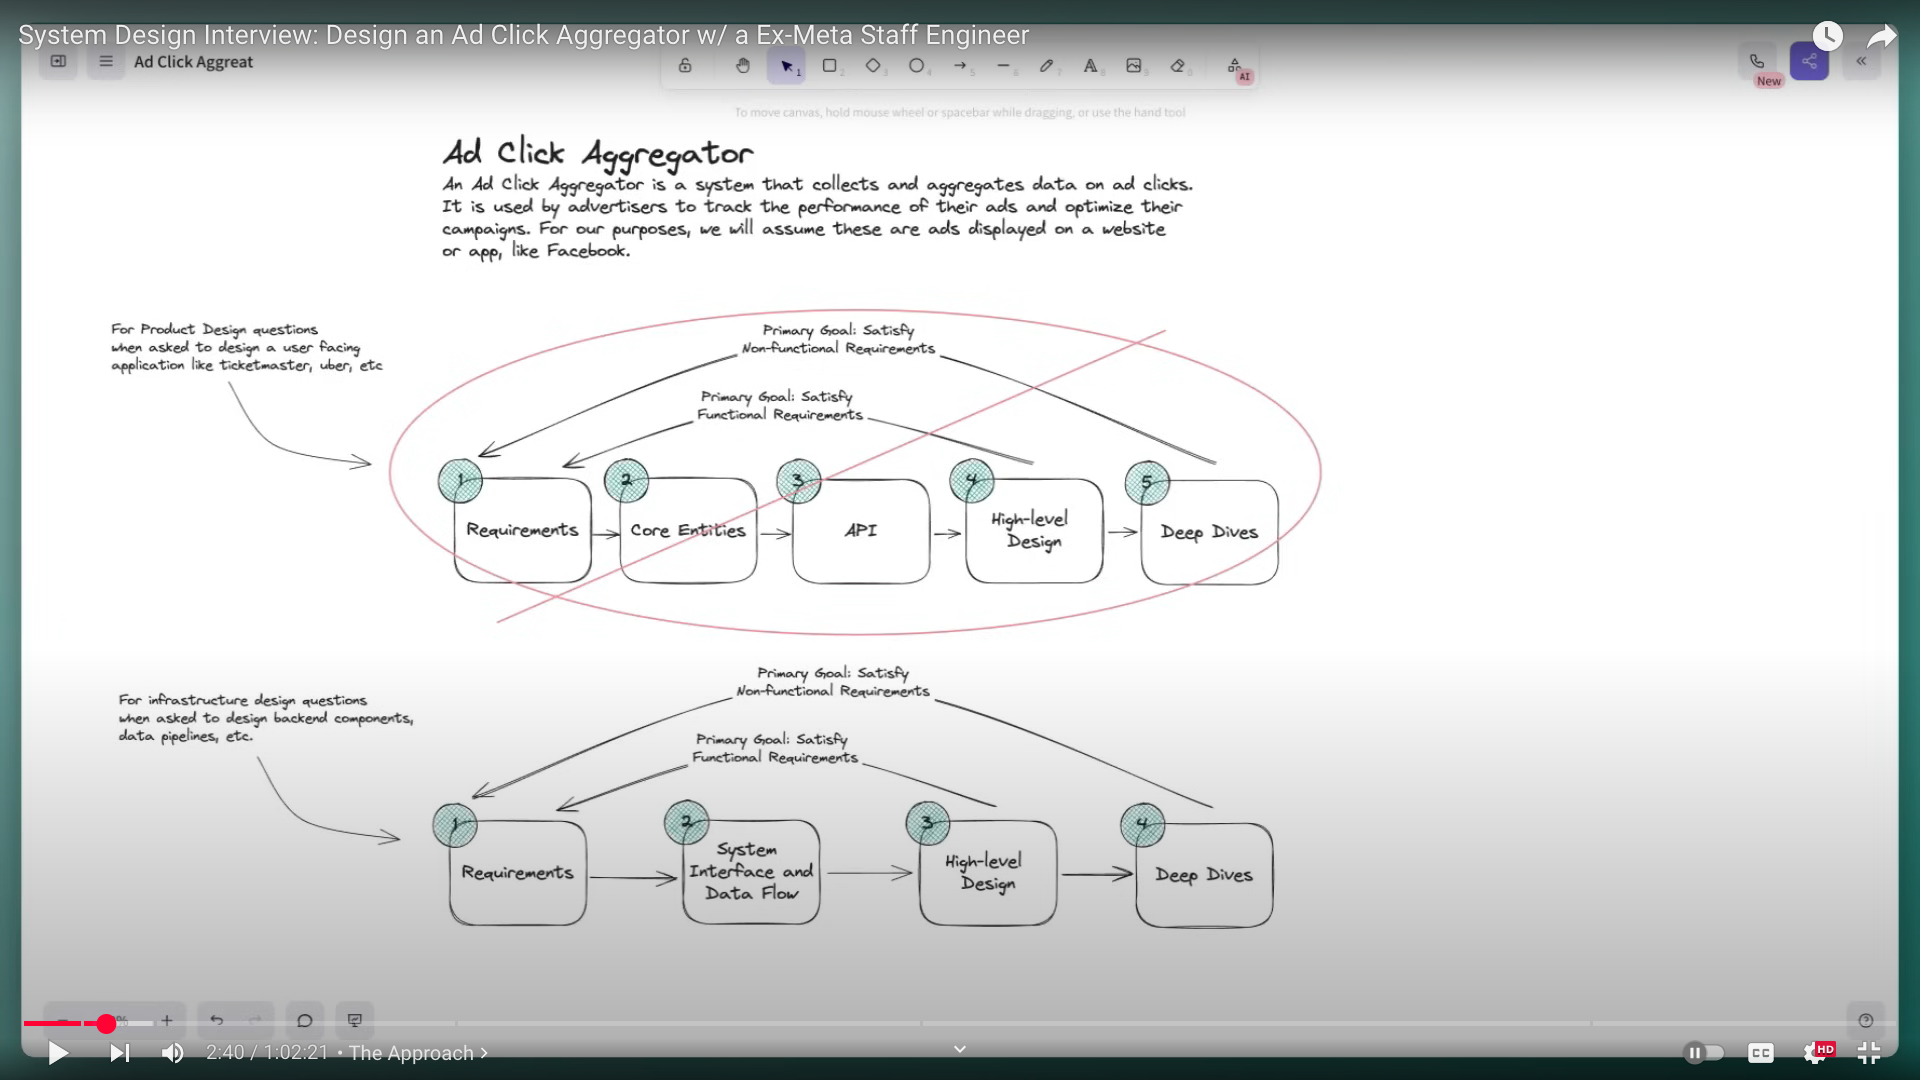 System Design Interview: Design an Ad Click Aggregator w/ a Ex-Meta Staff Engineer
Ad Click Aggreat
1
2
3
4
5
AI
New
To move canvas, hold mouse wheel or spacebar while dragging, or use the hand tool
Ad Click Aggregator
An Ad Click Aggregator is a system that collects and aggregates data on ad clicks.
It is used by advertisers to track the performance of their ads and optimize their
campaigns. For our purposes, we will assume these are ads displayed on a website
or app, like Facebook.
For Product Design questions
when asked to design a user facing
application like ticketmaster, uber, etc
Primary Goal: Satisfy
Non-functional Requirements
Primary Goal: Satisfy
Functional Requirements
1
Requirements
2
Core Entities
3
API
4
High-level
Design
5
Deep Dives
For infrastructure design questions
when asked to design backend components,
data pipelines, etc.
Primary Goal: Satisfy
Non-functional Requirements
Primary Goal: Satisfy
Functional Requirements
1
Requirements
2
System
Interface and
Data Flow
3
High-level
Design
4
Deep Dives
2:40 / 1:02:21 • The Approach >
CC
HD